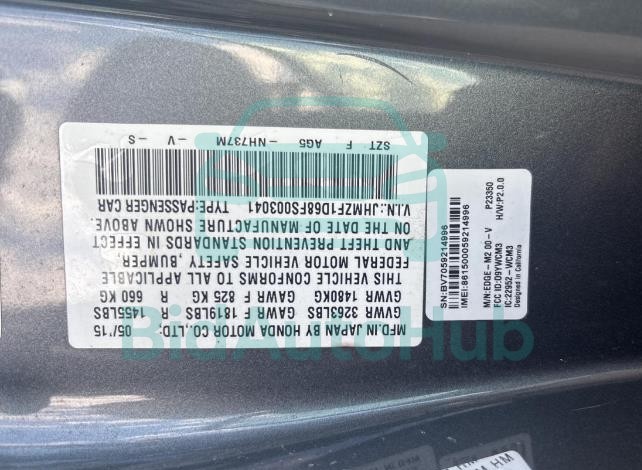 MFD.IN JAPAN BY HONDA MOTOR CO.,LTD. 05/15
GVWR 3263LBS GAWR F 1819LBS R 1455LBS
GVWR 1480KG GAWR F 825 KG R 660 KG
THIS VEHICLE CONFORMS TO ALL APPLICABLE
FEDERAL MOTOR VEHICLE SAFETY, BUMPER,
AND THEFT PREVENTION STANDARDS IN EFFECT
ON THE DATE OF MANUFACTURE SHOWN ABOVE.
V.I.N.:JHMZF1D68FS003041 TYPE:PASSENGER CAR
SZT F AG5 -NH737M -V -S
M/N:EDGE-M2 00-V P23350
FCC ID:O9YWCM3 H/W:P2.0.0
IC:22952-WCM3
Designed in California
SN:BV7059214996
IMEI:861500059214996
BidAutoHub